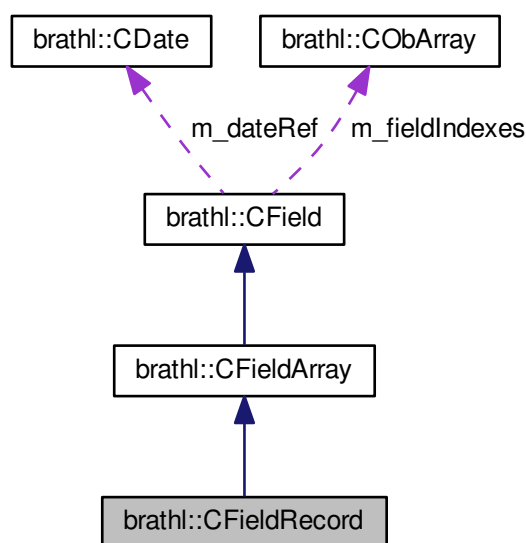 brathl::CDate
brathl::CObArray
m_dateRef
m_fieldIndexes
brathl::CField
brathl::CFieldArray
brathl::CFieldRecord